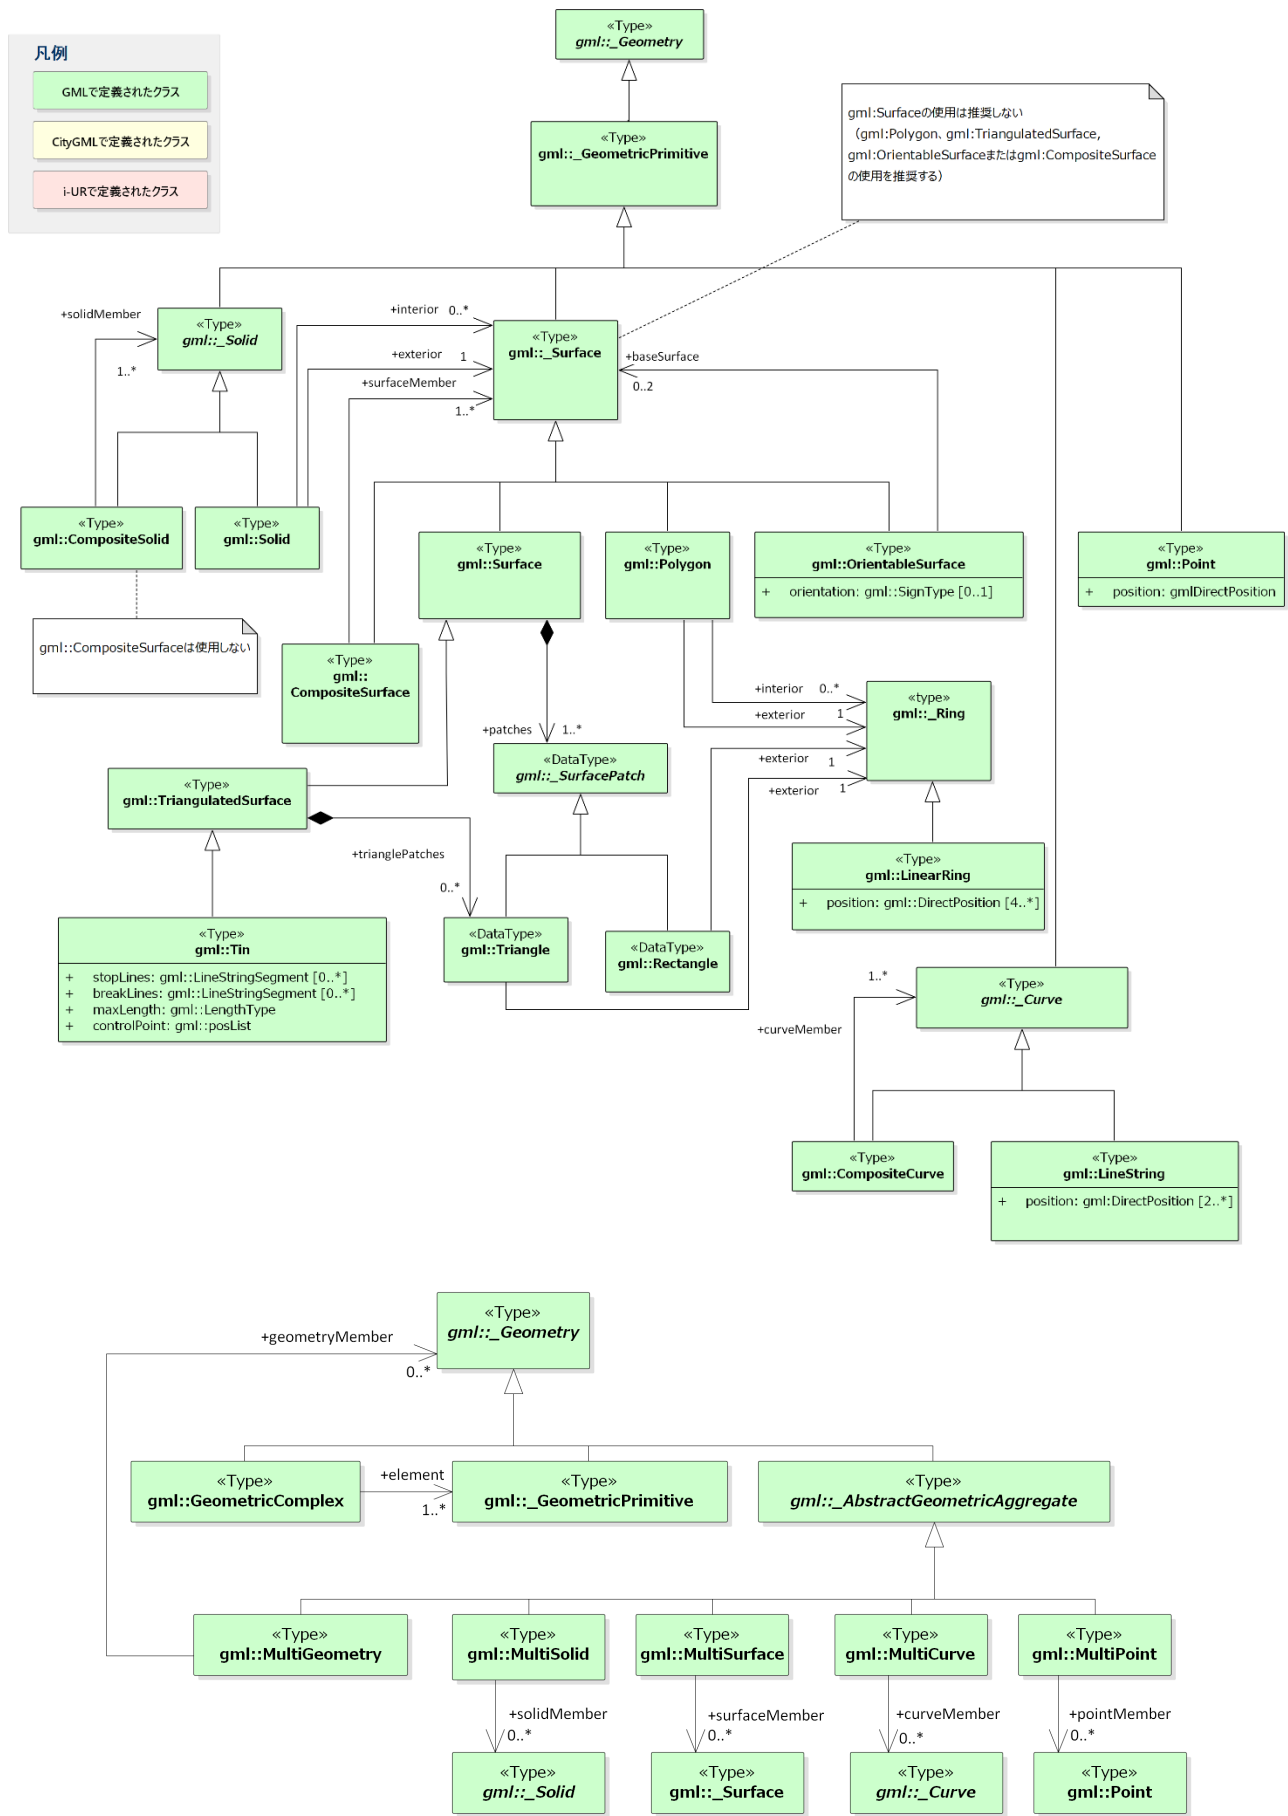 «Type»
gml::_Geometry
凡例
GMLで定義されたクラス
CityGMLで定義されたクラス
i-URで定義されたクラス
«Type»
gml::_GeometricPrimitive
gml:Surfaceの使用は推奨しない
（gml:Polygon、gml:TriangulatedSurface,
gml:OrientableSurfaceまたはgml:CompositeSurface
の使用を推奨する）
+solidMember
1..*
«Type»
gml::_Solid
+interior 0..*
+exterior 1
+surfaceMember
1..*
«Type»
gml::_Surface
+baseSurface
0..2
«Type»
gml::CompositeSolid
«Type»
gml::Solid
«Type»
gml::Surface
«Type»
gml::Polygon
«Type»
gml::OrientableSurface
+ orientation: gml::SignType [0..1]
«Type»
gml::Point
+ position: gmlDirectPosition
gml::CompositeSurfaceは使用しない
«Type»
gml::
CompositeSurface
+patches 1..*
+interior 0..*
+exterior 1
+exterior 1
+exterior 1
«type»
gml::_Ring
«DataType»
gml::_SurfacePatch
«Type»
gml::TriangulatedSurface
+trianglePatches
0..*
«Type»
gml::LinearRing
+ position: gml::DirectPosition [4..*]
«Type»
gml::Tin
+ stopLines: gml::LineStringSegment [0..*]
+ breakLines: gml::LineStringSegment [0..*]
+ maxLength: gml::LengthType
+ controlPoint: gml::posList
«DataType»
gml::Triangle
«DataType»
gml::Rectangle
1..*
+curveMember
«Type»
gml::_Curve
«Type»
gml::CompositeCurve
«Type»
gml::LineString
+ position: gml:DirectPosition [2..*]
«Type»
gml::_Geometry
+geometryMember
0..*
«Type»
gml::GeometricComplex
+element
1..*
«Type»
gml::_GeometricPrimitive
«Type»
gml::_AbstractGeometricAggregate
«Type»
gml::MultiGeometry
«Type»
gml::MultiSolid
«Type»
gml::MultiSurface
«Type»
gml::MultiCurve
«Type»
gml::MultiPoint
+solidMember
0..*
+surfaceMember
0..*
+curveMember
0..*
+pointMember
0..*
«Type»
gml::_Solid
«Type»
gml::_Surface
«Type»
gml::_Curve
«Type»
gml::Point